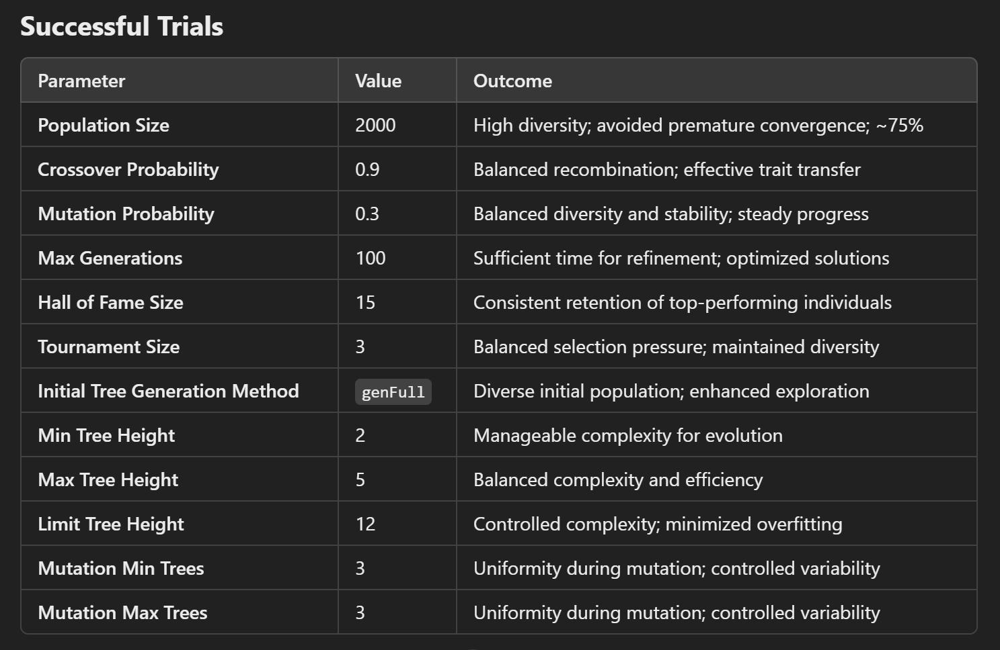 Successful Trials
Parameter Value Outcome
Population Size 2000 High diversity; avoided premature convergence; ~75%
Crossover Probability 0.9 Balanced recombination; effective trait transfer
Mutation Probability 0.3 Balanced diversity and stability; steady progress
Max Generations 100 Sufficient time for refinement; optimized solutions
Hall of Fame Size 15 Consistent retention of top-performing individuals
Tournament Size 3 Balanced selection pressure; maintained diversity
Initial Tree Generation Method genFull Diverse initial population; enhanced exploration
Min Tree Height 2 Manageable complexity for evolution
Max Tree Height 5 Balanced complexity and efficiency
Limit Tree Height 12 Controlled complexity; minimized overfitting
Mutation Min Trees 3 Uniformity during mutation; controlled variability
Mutation Max Trees 3 Uniformity during mutation; controlled variability